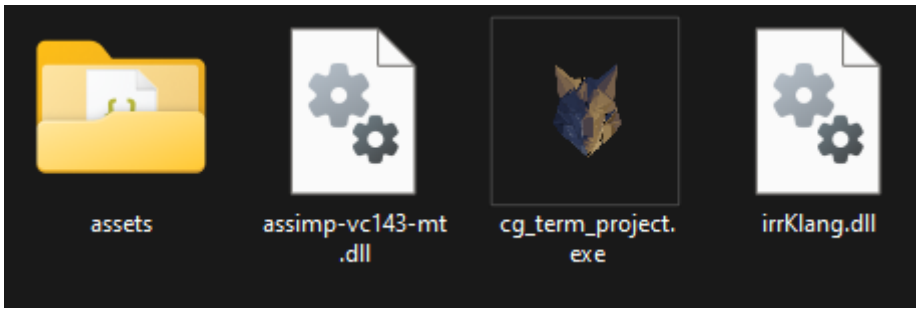 assets
assimp-vc143-mt
.dll
cg_term_project.
exe
irrKlang.dll